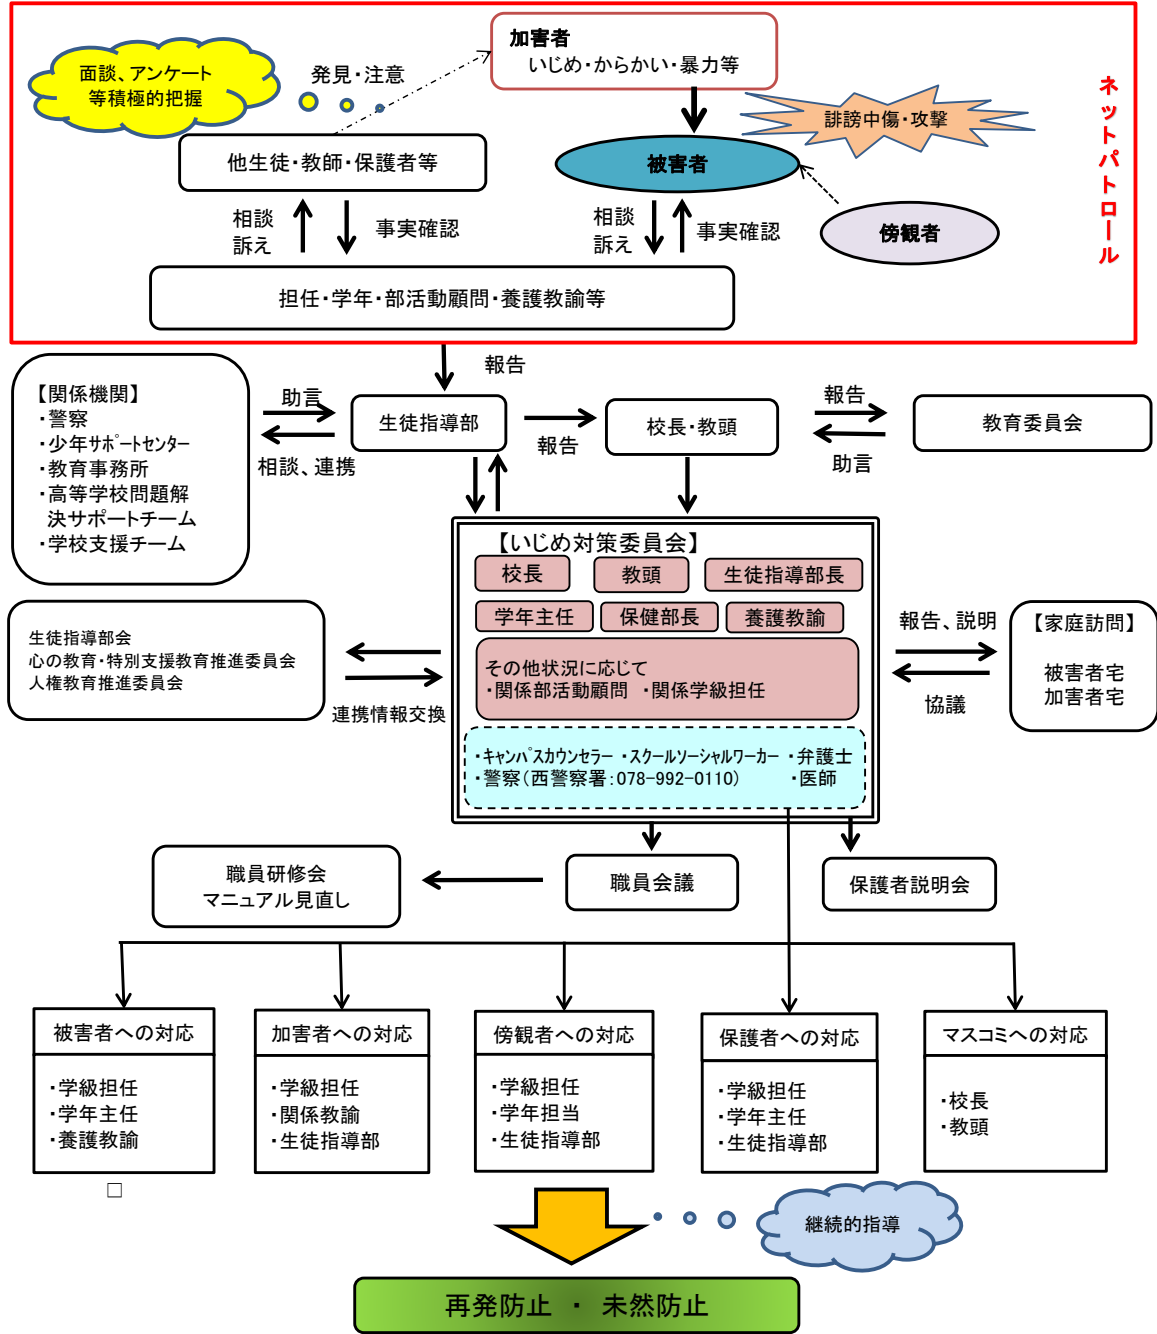 加害者
いじめ・からかい・暴力等
面談、アンケート
等積極的把握
発見・注意
ネットパトロール
誹謗中傷・攻撃
他生徒・教師・保護者等
被害者
傍観者
相談
訴え
事実確認
相談
訴え
事実確認
担任・学年・部活動顧問・養護教諭等
報告
【関係機関】
・警察
・少年サポートセンター
・教育事務所
・高等学校問題解
決サポートチーム
・学校支援チーム
助言
相談、連携
生徒指導部
報告
校長・教頭
報告
助言
教育委員会
【いじめ対策委員会】
校長
教頭
生徒指導部長
学年主任
保健部長
養護教諭
その他状況に応じて
・関係部活動顧問 ・関係学級担任
・キャンパスカウンセラー ・スクールソーシャルワーカー ・弁護士
・警察(西警察署:078-992-0110) ・医師
生徒指導部会
心の教育・特別支援教育推進委員会
人権教育推進委員会
連携情報交換
報告、説明
協議
【家庭訪問】
被害者宅
加害者宅
職員研修会
マニュアル見直し
職員会議
保護者説明会
被害者への対応
・学級担任
・学年主任
・養護教諭
加害者への対応
・学級担任
・関係教諭
・生徒指導部
傍観者への対応
・学級担任
・学年担当
・生徒指導部
保護者への対応
・学級担任
・学年主任
・生徒指導部
マスコミへの対応
・校長
・教頭
継続的指導
再発防止 ・ 未然防止